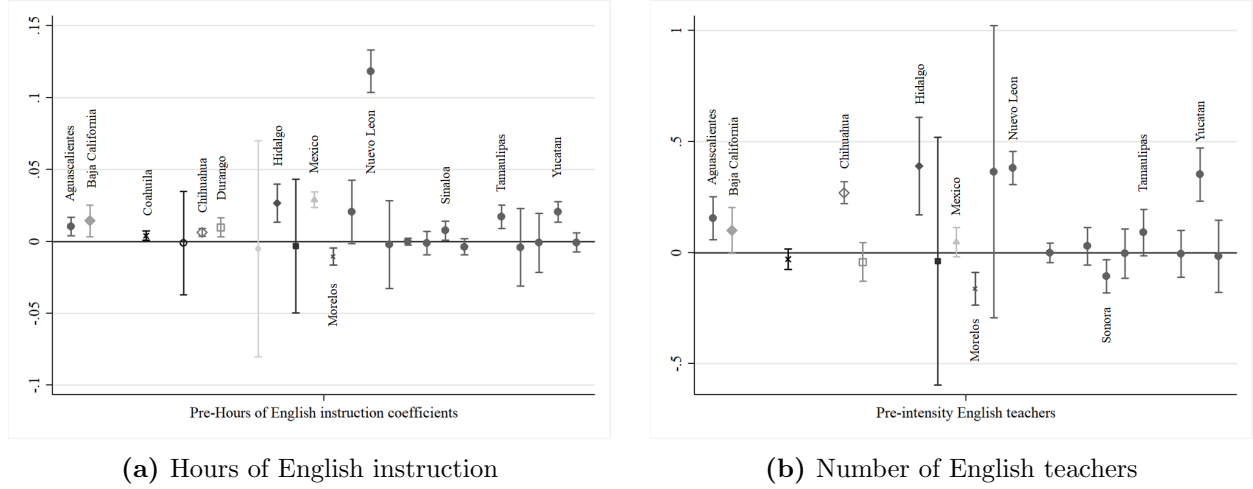 .15
.1
.05
0
-.05
-.1
Aguascalientes
Baja California
Coahuila
Chihuahua
Durango
Hidalgo
Mexico
Morelos
Nuevo Leon
Sinaloa
Tamaulipas
Yucatan
Pre-Hours of English instruction coefficients
(a) Hours of English instruction
1
.5
0
-.5
Aguascalientes
Baja California
Chihuahua
Hidalgo
Mexico
Morelos
Nuevo Leon
Sonora
Tamaulipas
Yucatan
Pre-intensity English teachers
(b) Number of English teachers